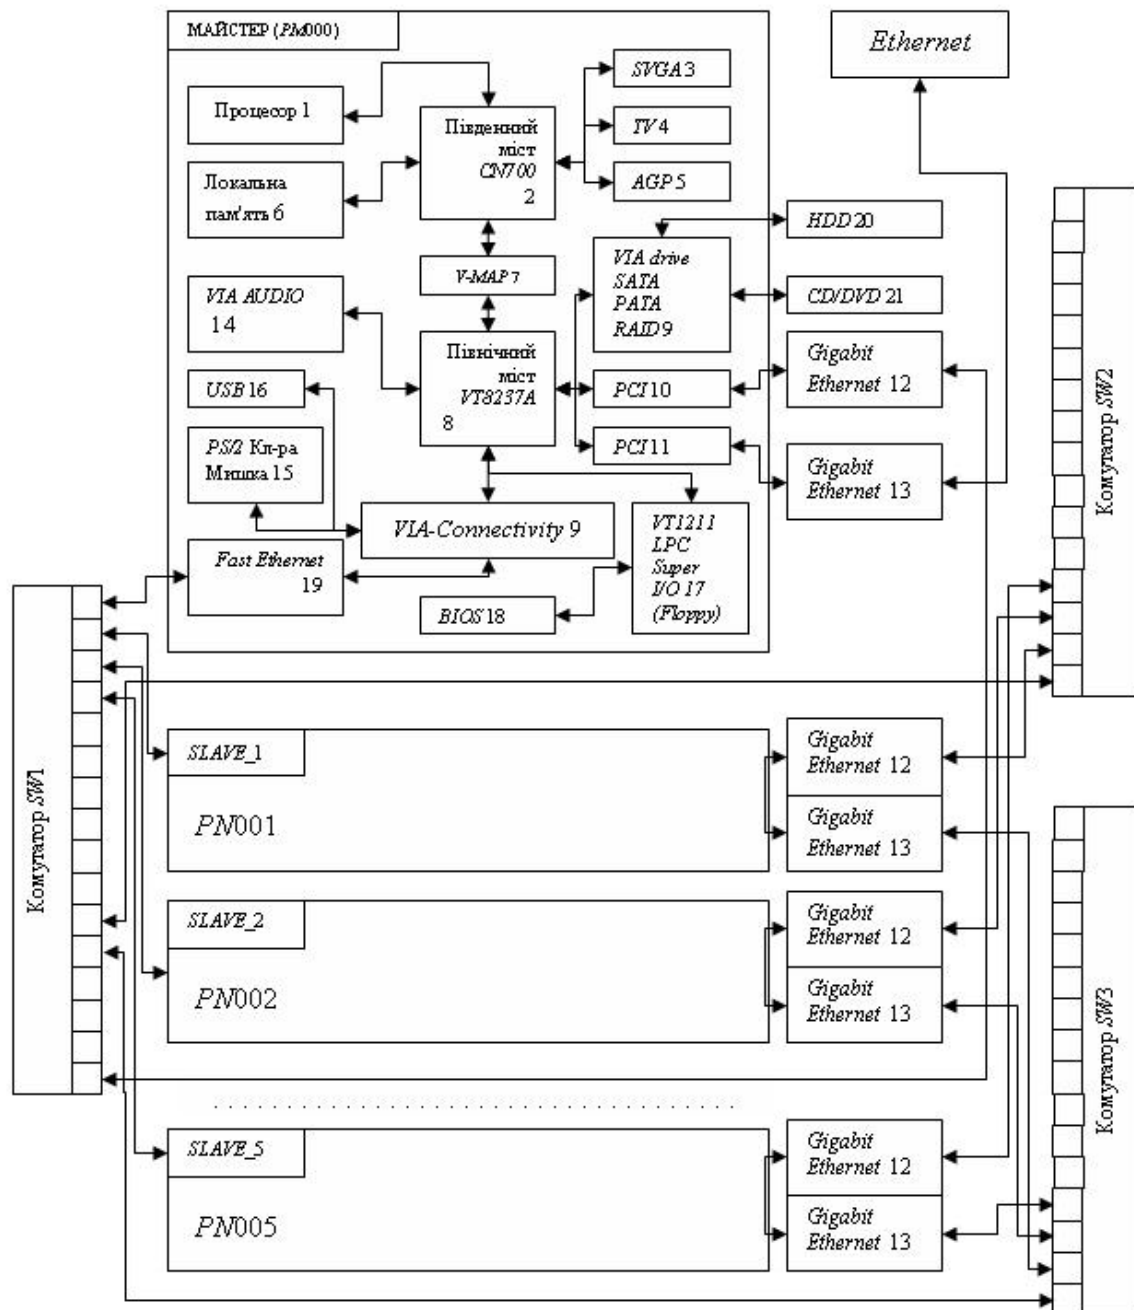 МАЙСТЕР (PM000)
Ethernet
SVGA 3
Процесор 1
Південний
міст
CN700
2
TV 4
AGP 5
Локальна
пам'ять 6
HDD 20
VIA drive
SATA
PATA
RAID 9
V-MAP 7
VIA AUDIO
14
CD/DVD 21
Північний
міст
VT8237A
8
Gigabit
Ethernet 12
USB 16
PCI 10
PS/2 Кл-ра
Мишка 15
PCI 11
Gigabit
Ethernet 13
VIA-Connectivity 9
VT1211
LPC
Super
I/O 17
(Floppy)
Fast Ethernet
19
BIOS 18
Комутатор SW2
Комутатор SW1
SLAVE_1
PN001
Gigabit
Ethernet 12
Gigabit
Ethernet 13
SLAVE_2
PN002
Gigabit
Ethernet 12
Gigabit
Ethernet 13
Комутатор SW3
SLAVE_5
PN005
Gigabit
Ethernet 12
Gigabit
Ethernet 13